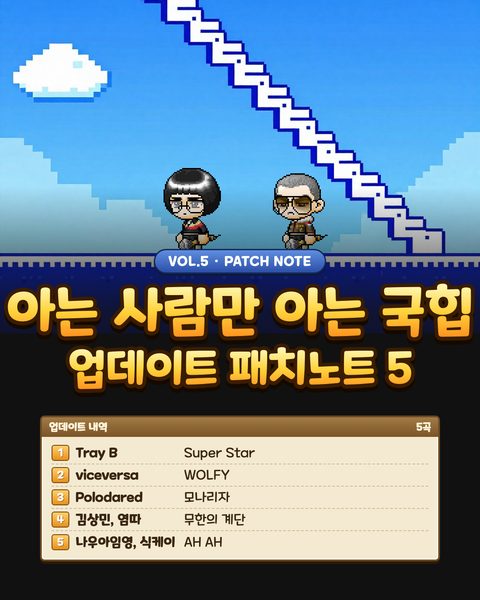 VOL.5 · PATCH NOTE
아는 사람만 아는 국힙
업데이트 패치노트 5
업데이트 내역 5곡
1 Tray B Super Star
2 viceversa WOLFY
3 Polodared 모나리자
4 김상민, 염따 무한의 계단
5 나우아임영, 식케이 AH AH